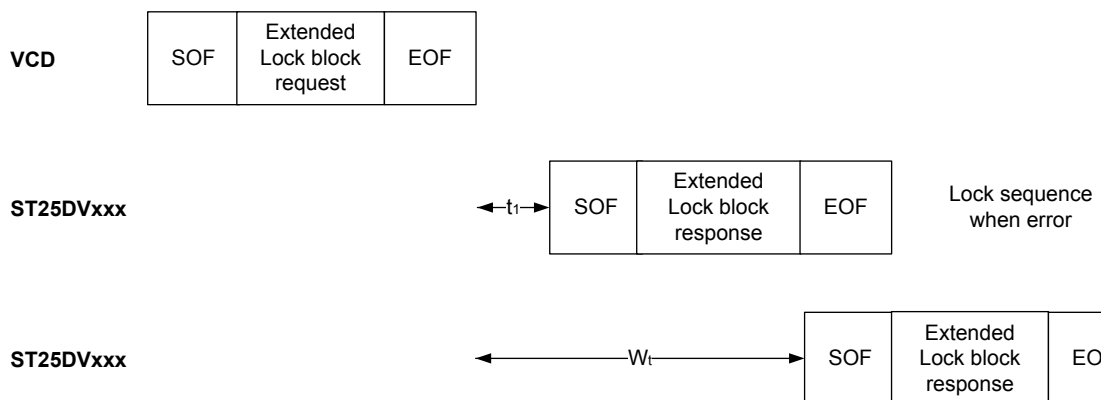 VCD
SOF
Extended
Lock block
request
EOF
ST25DVxxx
t1
SOF
Extended
Lock block
response
EOF
Lock sequence
when error
ST25DVxxx
Wt
SOF
Extended
Lock block
response
EO